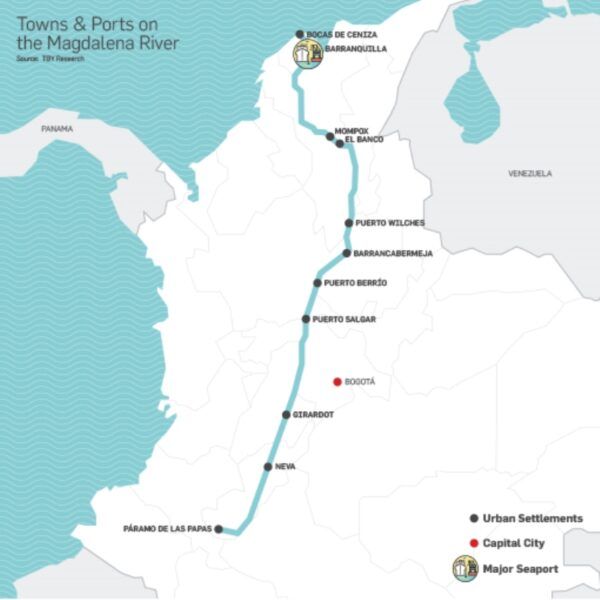 Towns & Ports on
the Magdalena River
Source: TBY Research
BOCAS DE CENIZA
BARRANQUILLA
PANAMA
MOMPOX
EL BANCO
VENEZUELA
PUERTO WILCHES
BARRANCABERMEJA
PUERTO BERRÍO
PUERTO SALGAR
BOGOTÁ
GIRARDOT
NEVA
PÁRAMO DE LAS PAPAS
Urban Settlements
Capital City
Major Seaport